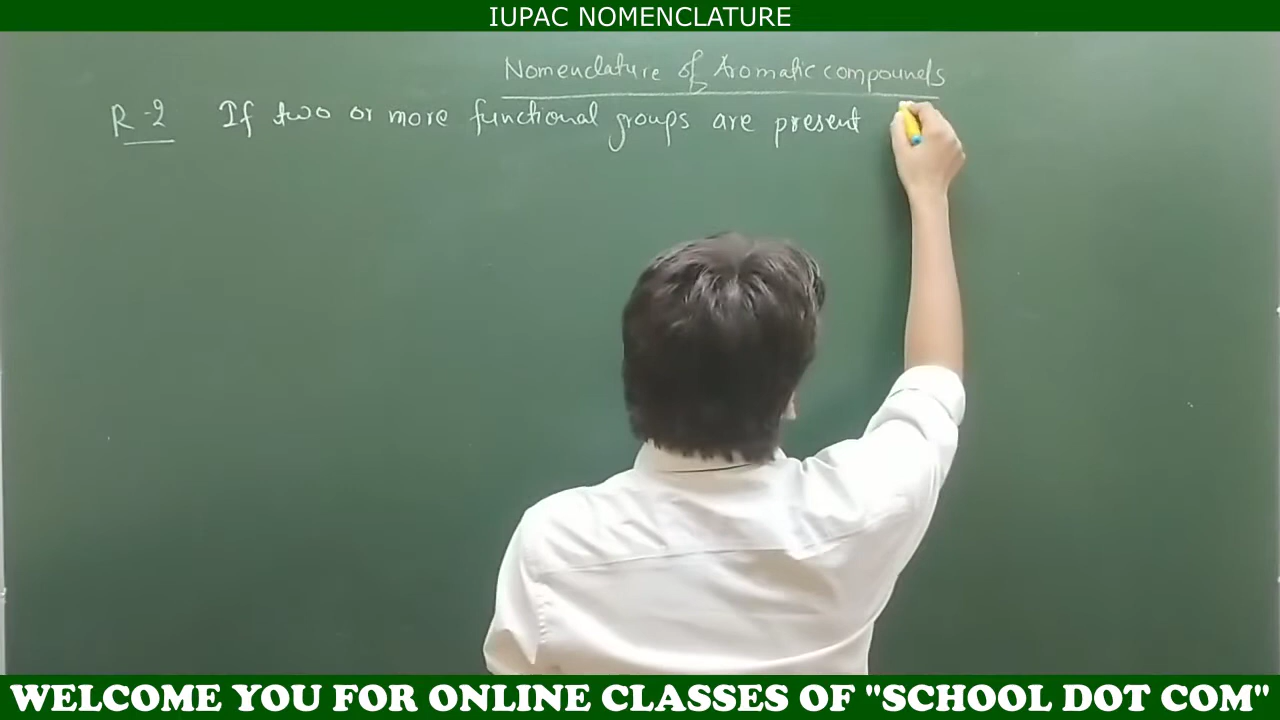 IUPAC NOMENCLATURE
Nomenclature of Aromatic compounds
R-2 If two or more functional groups are present
WELCOME YOU FOR ONLINE CLASSES OF "SCHOOL DOT COM"